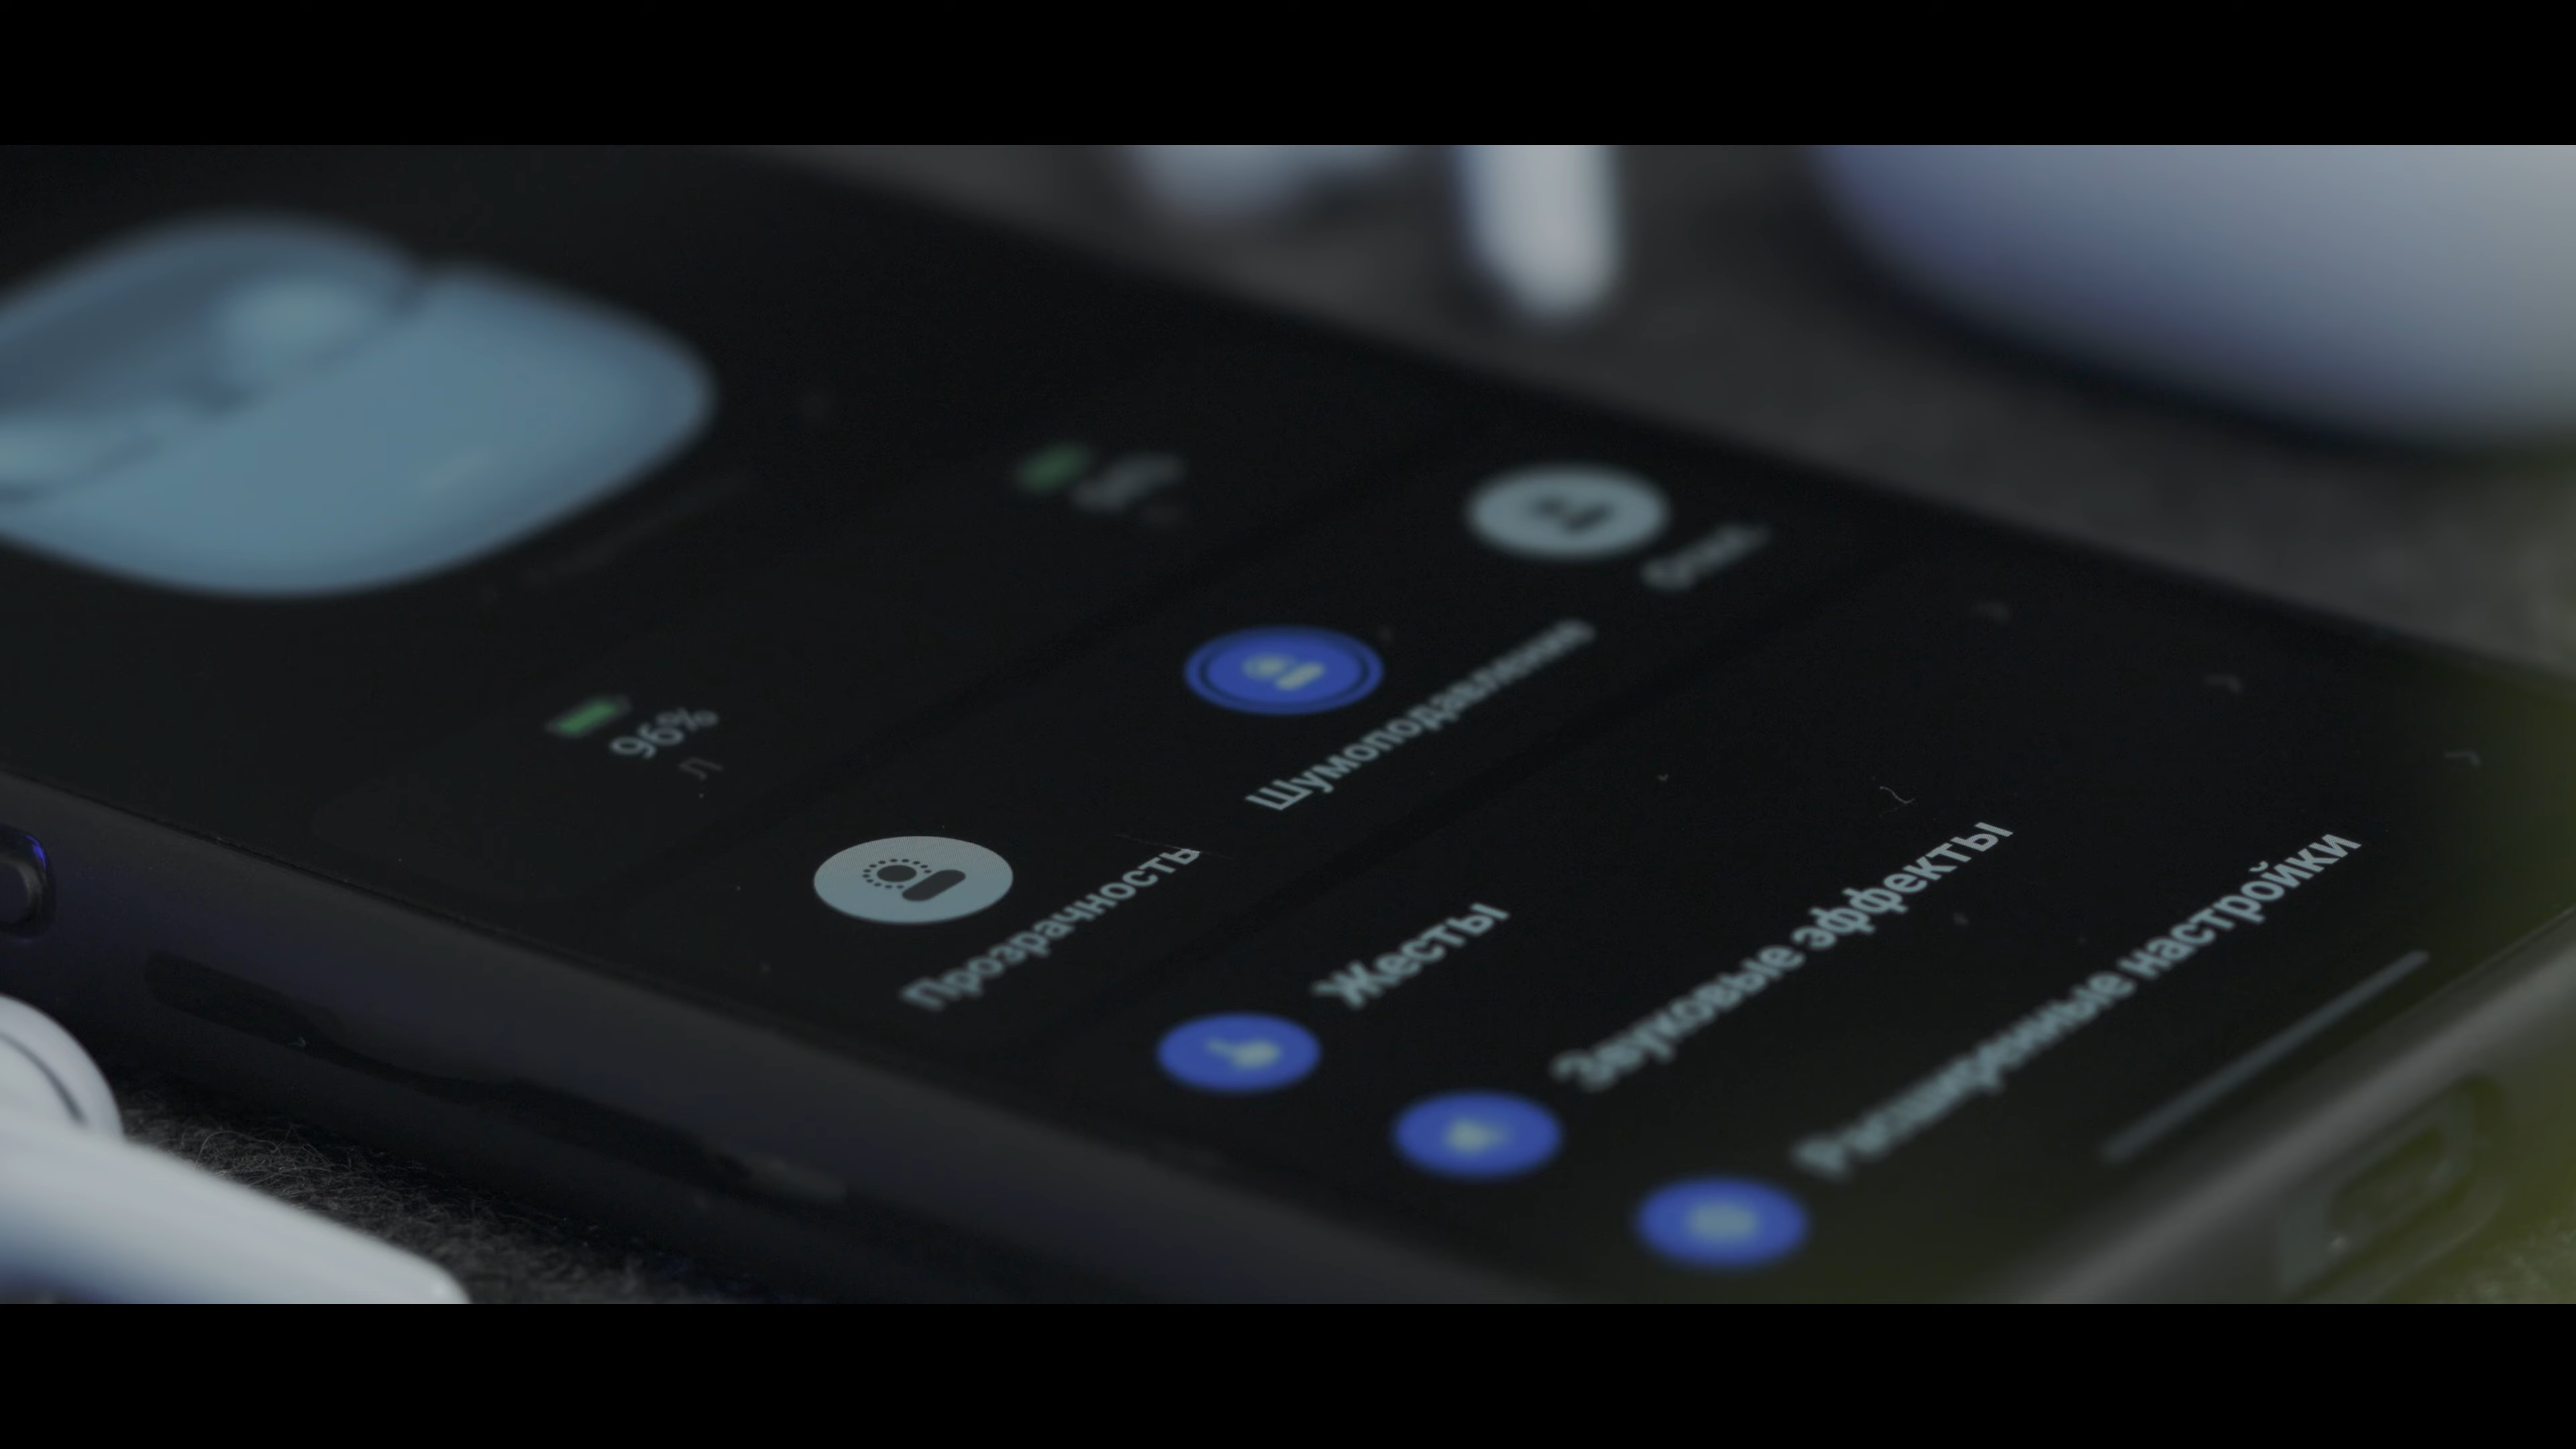 96%
Л
Шумоподавление
Прозрачность
Жесты
Звуковые эффекты
Расширенные настройки